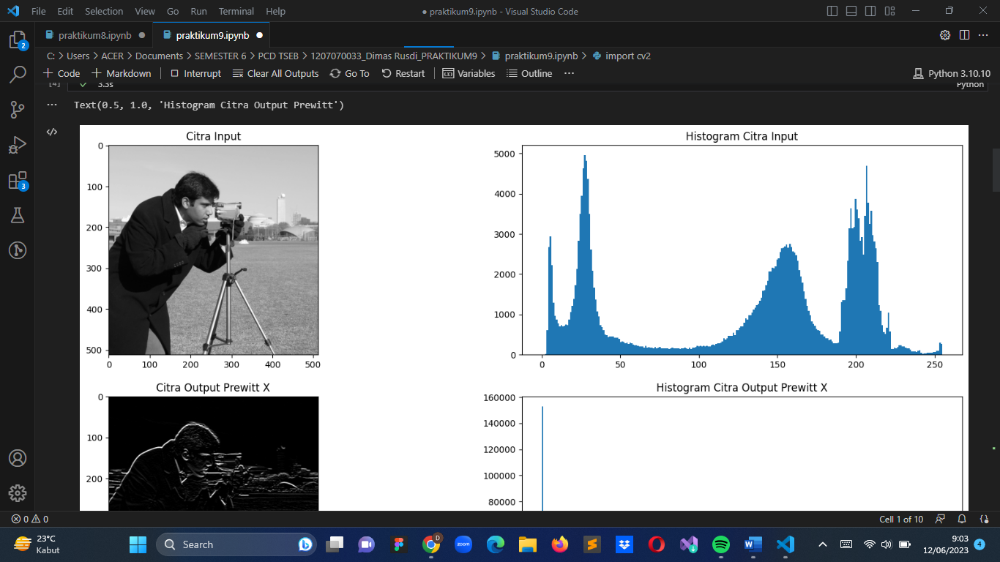 File Edit Selection View Go Run Terminal Help
● praktikum9.ipynb - Visual Studio Code
praktikum8.ipynb ●
praktikum9.ipynb ●
C: > Users > ACER > Documents > SEMESTER 6 > PCD TSEB > 1207070033_Dimas Rusdi_PRAKTIKUM9 > praktikum9.ipynb > import cv2
+ Code + Markdown Interrupt Clear All Outputs Go To Restart Variables Outline ...
Python 3.10.10
[4] 3.3s Python
... Text(0.5, 1.0, 'Histogram Citra Output Prewitt')
2
3
Citra Input
0
100
200
300
400
500
0 100 200 300 400 500
Histogram Citra Input
5000
4000
3000
2000
1000
0
0 50 100 150 200 250
Citra Output Prewitt X
0
100
200
Histogram Citra Output Prewitt X
160000
140000
120000
100000
80000
0 0
Cell 1 of 10
23°C
Kabut
Search
D
zoom
W
9:03
12/06/2023
4